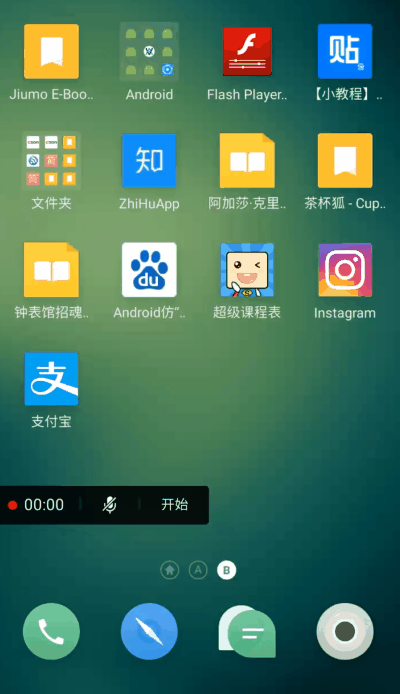 Jiumo E-Boo..
Android
Flash Player..
贴
【小教程】..
文件夹
知
ZhiHuApp
阿加莎·克里..
茶杯狐 - Cup..
钟表馆招魂..
du
Android仿"..
超级课程表
Instagram
支
支付宝
00:00
开始
A
B